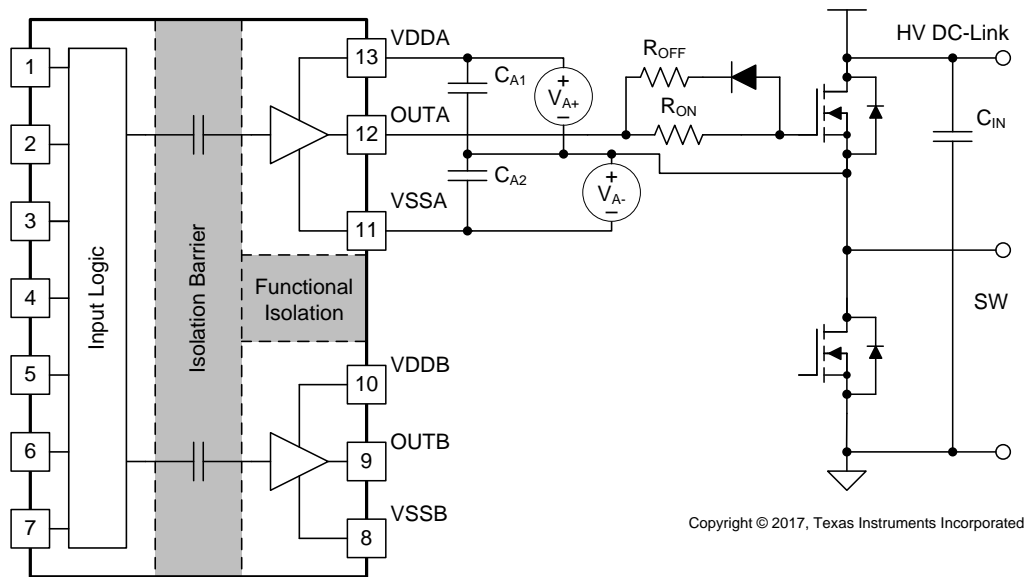 1
2
3
4
5
6
7
Input Logic
Isolation Barrier
Functional
Isolation
13
VDDA
12
OUTA
11
VSSA
10
VDDB
9
OUTB
8
VSSB
CA1
CA2
+
VA+
–
+
VA-
–
ROFF
RON
HV DC-Link
CIN
SW
Copyright © 2017, Texas Instruments Incorporated